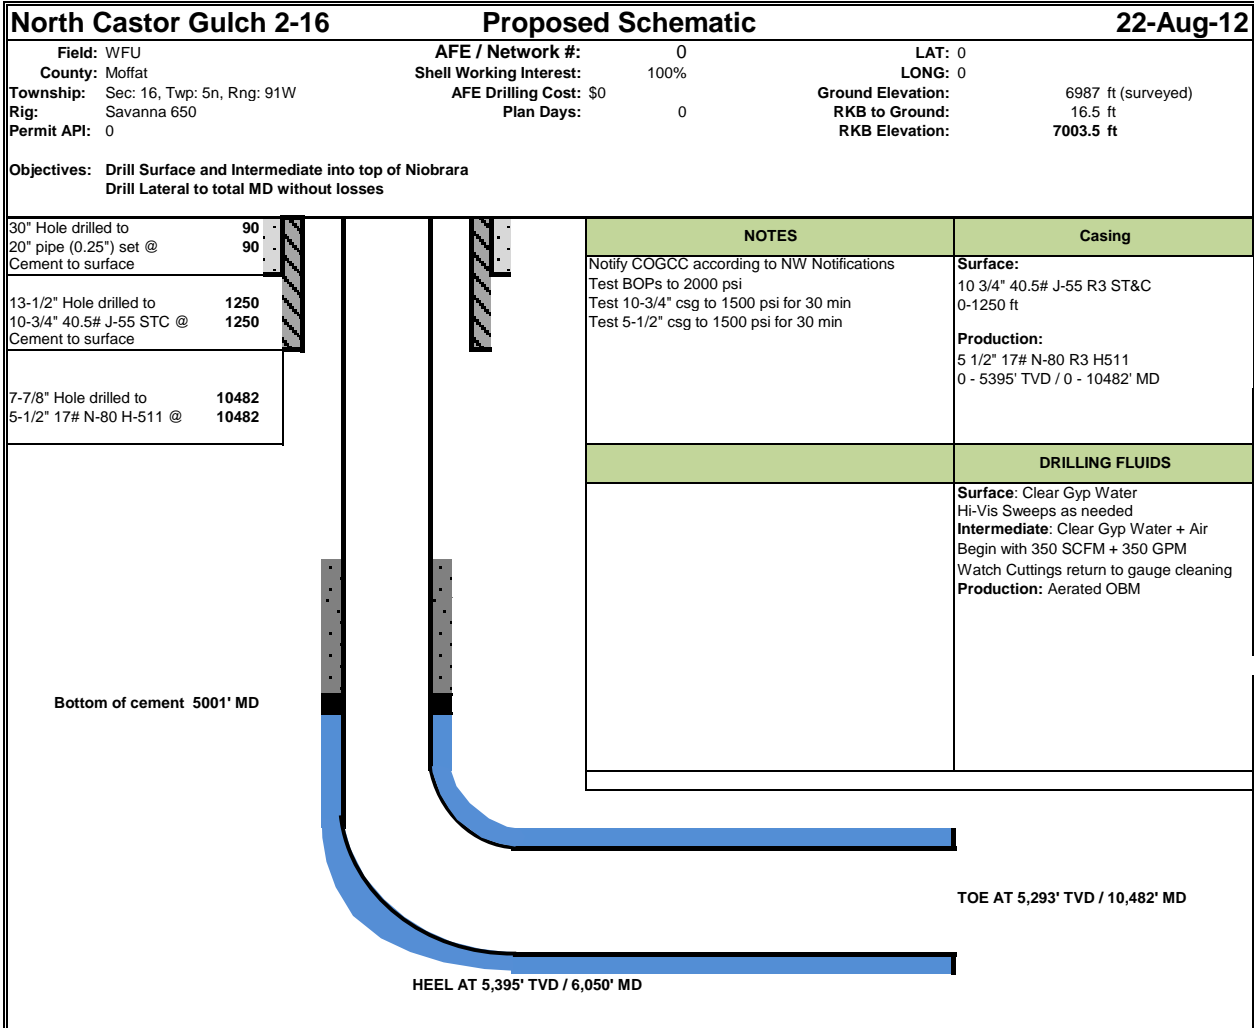 North Castor Gulch 2-16 Proposed Schematic 22-Aug-12
Field: WFU AFE / Network #: 0 LAT: 0
County: Moffat Shell Working Interest: 100% LONG: 0
Township: Sec: 16, Twp: 5n, Rng: 91W AFE Drilling Cost: $0 Ground Elevation: 6987 ft (surveyed)
Rig: Savanna 650 Plan Days: 0 RKB to Ground: 16.5 ft
Permit API: 0 RKB Elevation: 7003.5 ft
Objectives: Drill Surface and Intermediate into top of Niobrara
Drill Lateral to total MD without losses
30" Hole drilled to 90
20" pipe (0.25") set @ 90
Cement to surface
13-1/2" Hole drilled to 1250
10-3/4" 40.5# J-55 STC @ 1250
Cement to surface
7-7/8" Hole drilled to 10482
5-1/2" 17# N-80 H-511 @ 10482
NOTES
Notify COGCC according to NW Notifications
Test BOPs to 2000 psi
Test 10-3/4" csg to 1500 psi for 30 min
Test 5-1/2" csg to 1500 psi for 30 min
Casing
Surface:
10 3/4" 40.5# J-55 R3 ST&C
0-1250 ft
Production:
5 1/2" 17# N-80 R3 H511
0 - 5395' TVD / 0 - 10482' MD
DRILLING FLUIDS
Surface: Clear Gyp Water
Hi-Vis Sweeps as needed
Intermediate: Clear Gyp Water + Air
Begin with 350 SCFM + 350 GPM
Watch Cuttings return to gauge cleaning
Production: Aerated OBM
Bottom of cement 5001' MD
TOE AT 5,293' TVD / 10,482' MD
HEEL AT 5,395' TVD / 6,050' MD